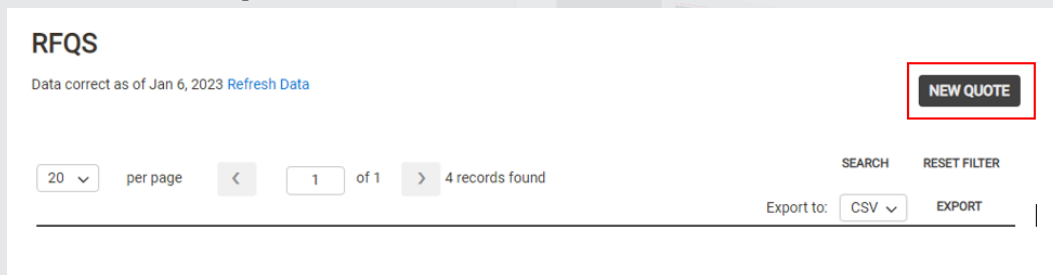 RFQS
Data correct as of Jan 6, 2023 Refresh Data
NEW QUOTE
20 per page 1 of 1 4 records found
SEARCH RESET FILTER
Export to: CSV EXPORT